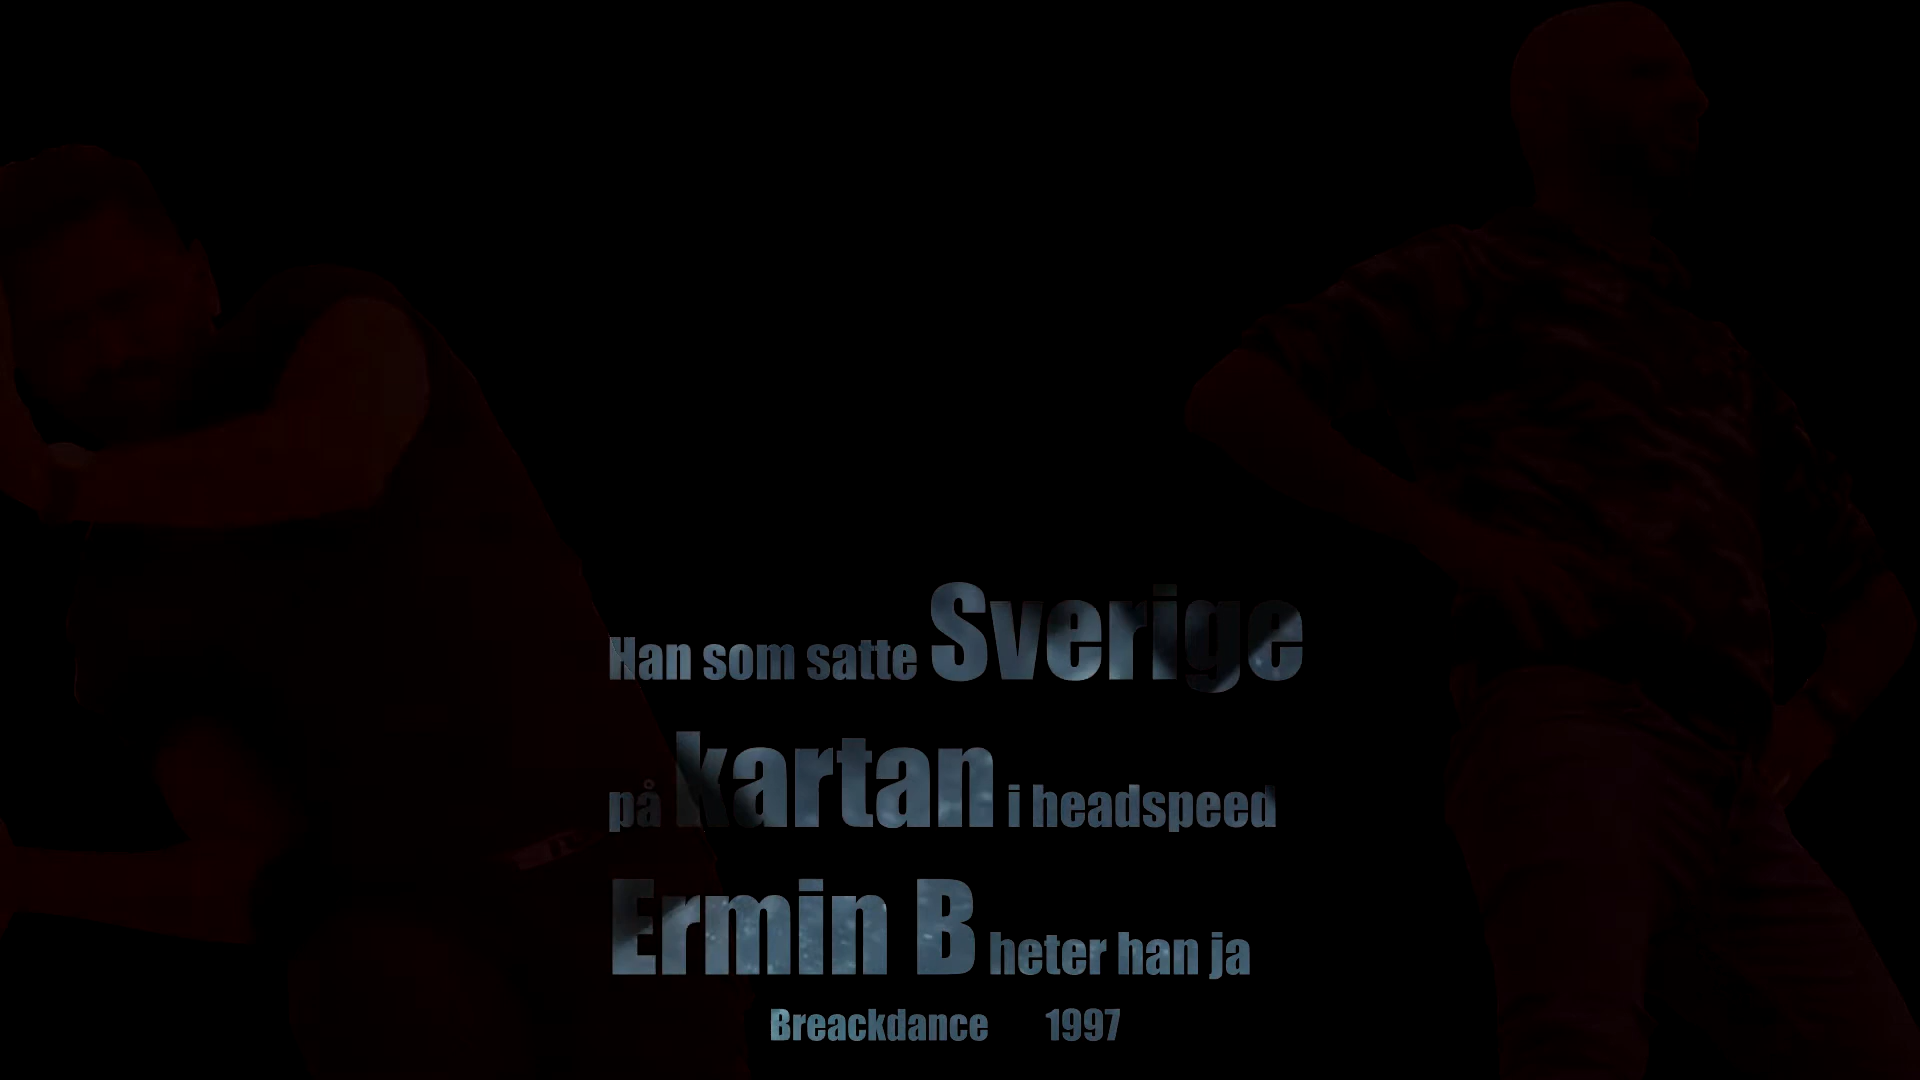 Han som satte Sverige
på kartan i headspeed
Ermin B heter han ja
Breackdance 1997